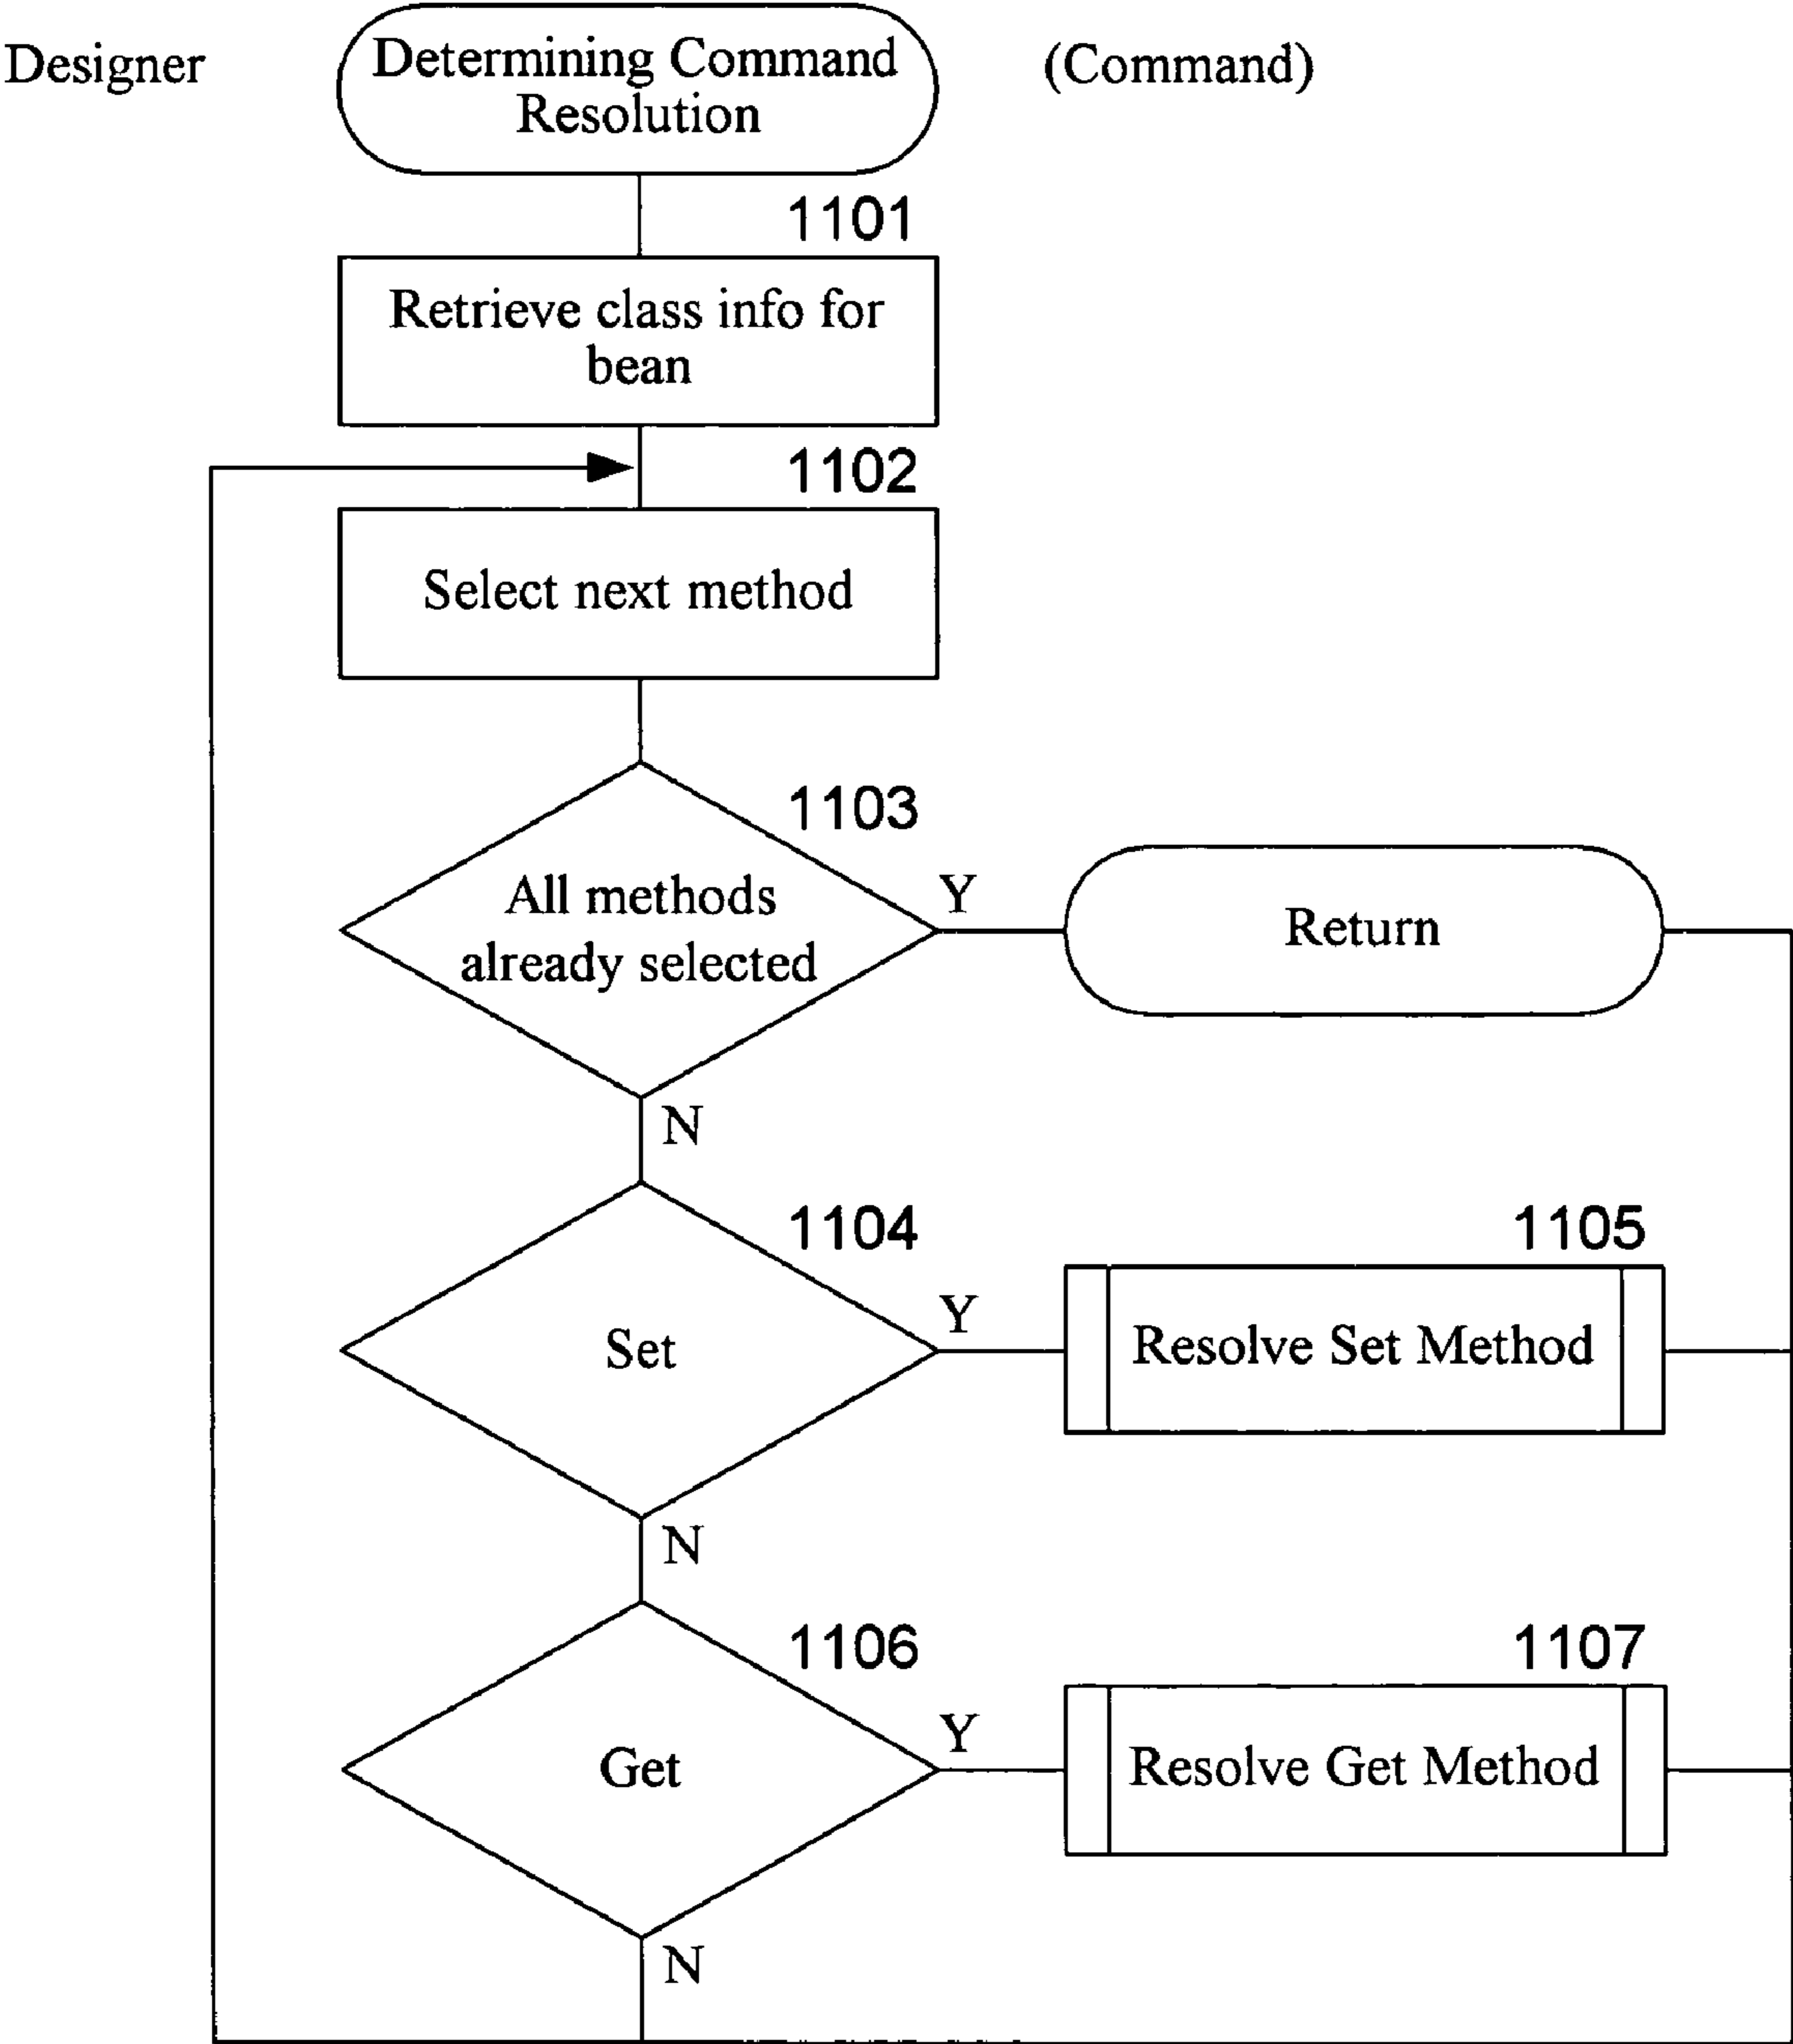 Designer
Determining Command
Resolution
(Command)
1101
Retrieve class info for
bean
1102
Select next method
1103
All methods
already selected
Y
Return
N
1104
Set
Y
1105
Resolve Set Method
N
1106
Get
Y
1107
Resolve Get Method
N